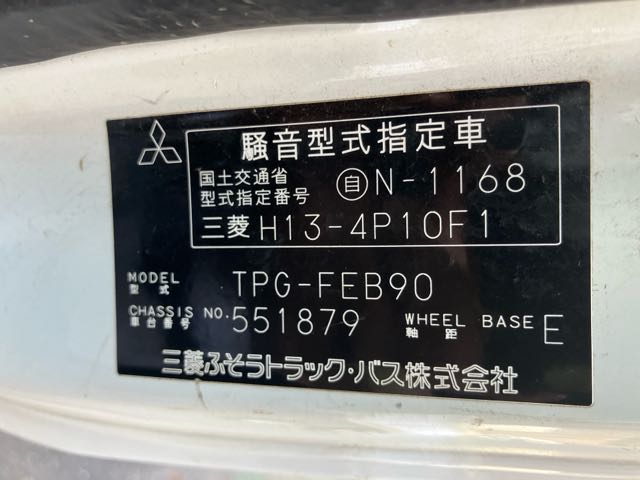 騒音型式指定車
国土交通省
型式指定番号 自N-1168
三菱 H13-4P10F1
MODEL
型式 TPG-FEB90
CHASSIS NO.
車台番号 551879 WHEEL BASE
軸距 E
三菱ふそうトラック・バス株式会社